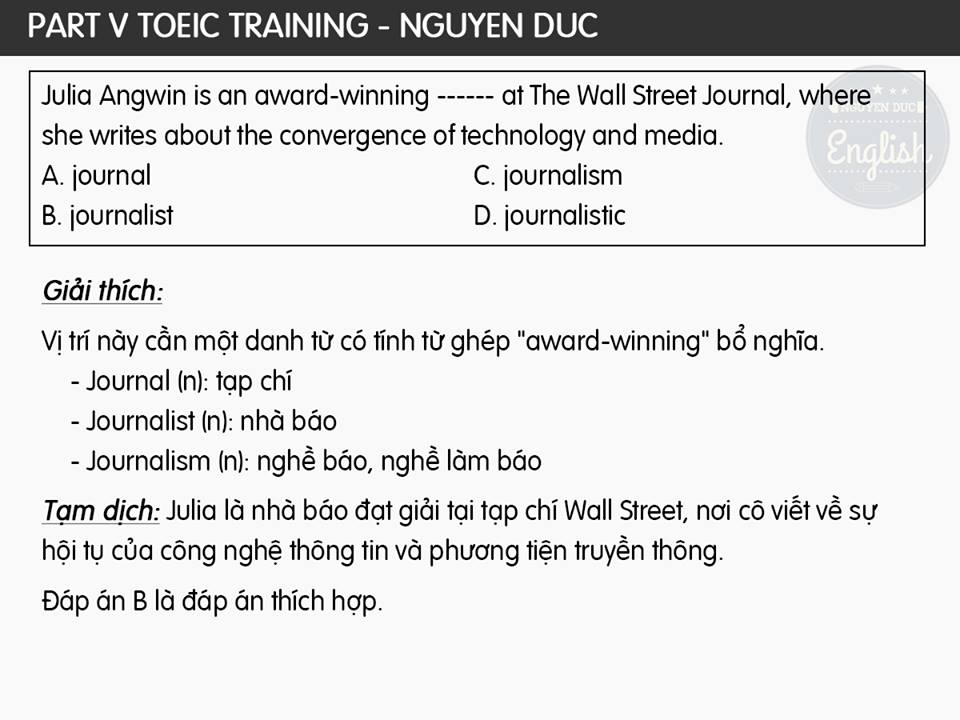 PART V TOEIC TRAINING - NGUYEN DUC
Julia Angwin is an award-winning ------ at The Wall Street Journal, where
she writes about the convergence of technology and media.
A. journal
C. journalism
B. journalist
D. journalistic
NGUYEN DUC
English
Giải thích:
Vị trí này cần một danh từ có tính từ ghép "award-winning" bổ nghĩa.
- Journal (n): tạp chí
- Journalist (n): nhà báo
- Journalism (n): nghề báo, nghề làm báo
Tạm dịch: Julia là nhà báo đạt giải tại tạp chí Wall Street, nơi cô viết về sự
hội tụ của công nghệ thông tin và phương tiện truyền thông.
Đáp án B là đáp án thích hợp.